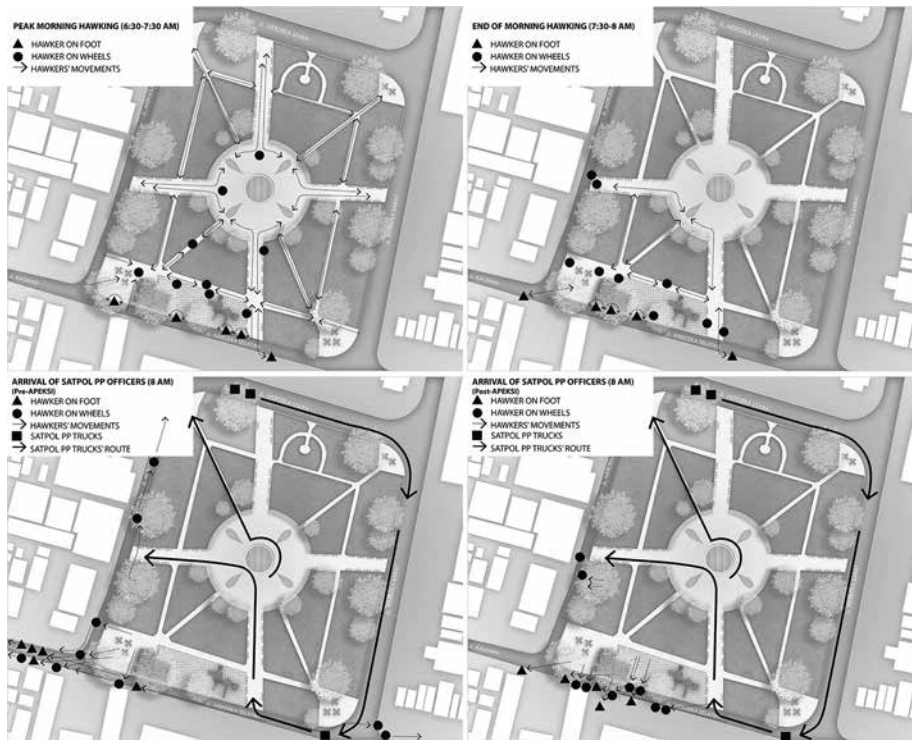 PEAK MORNING HAWKING (6:30-7:30 AM)
HAWKER ON FOOT
HAWKER ON WHEELS
HAWKERS' MOVEMENTS
END OF MORNING HAWKING (7:30-8 AM)
HAWKER ON FOOT
HAWKER ON WHEELS
HAWKERS' MOVEMENTS
ARRIVAL OF SATPOL PP OFFICERS (8 AM)
(Pre-APEKSI)
HAWKER ON FOOT
HAWKER ON WHEELS
HAWKERS' MOVEMENTS
SATPOL PP TRUCKS
SATPOL PP TRUCKS' ROUTE
ARRIVAL OF SATPOL PP OFFICERS (8 AM)
(Post-APEKSI)
HAWKER ON FOOT
HAWKER ON WHEELS
HAWKERS' MOVEMENTS
SATPOL PP TRUCKS
SATPOL PP TRUCKS' ROUTE